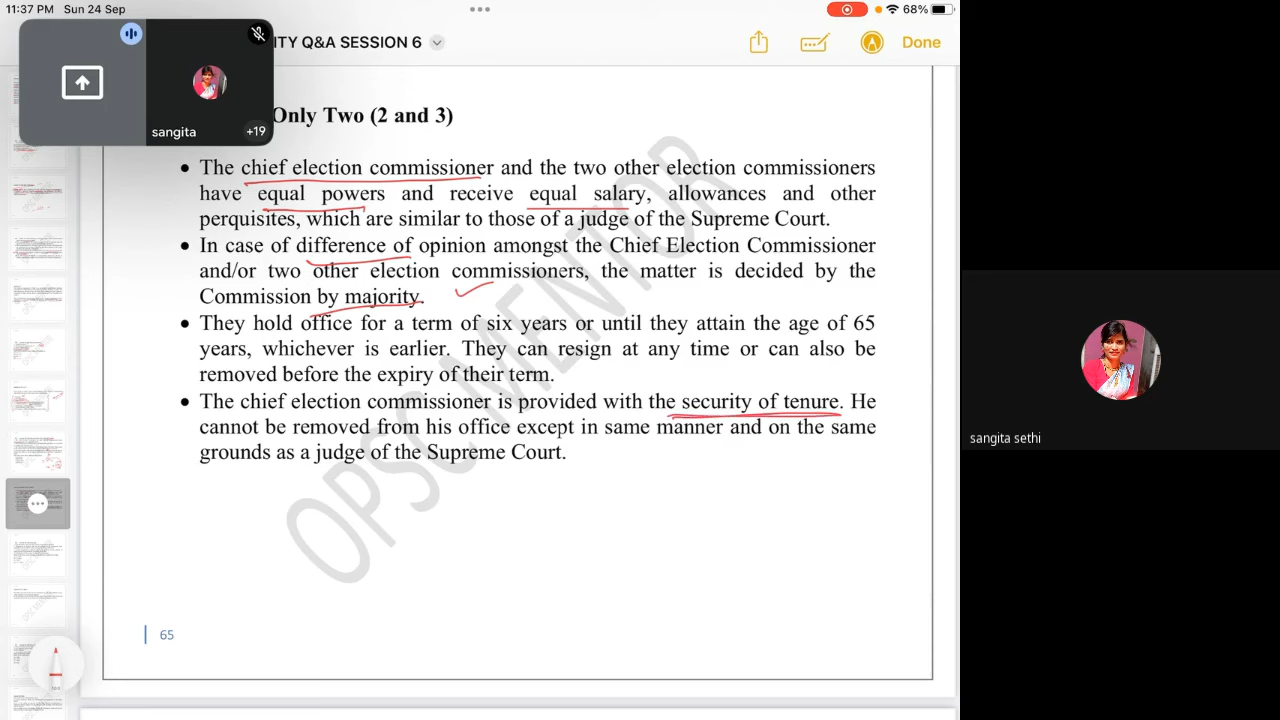 11:37 PM Sun 24 Sep
68%
ITY Q&A SESSION 6
Done
sangita
+19
Only Two (2 and 3)
• The chief election commissioner and the two other election commissioners
have equal powers and receive equal salary, allowances and other
perquisites, which are similar to those of a judge of the Supreme Court.
• In case of difference of opinion amongst the Chief Election Commissioner
and/or two other election commissioners, the matter is decided by the
Commission by majority.
• They hold office for a term of six years or until they attain the age of 65
years, whichever is earlier. They can resign at any time or can also be
removed before the expiry of their term.
• The chief election commissioner is provided with the security of tenure. He
cannot be removed from his office except in same manner and on the same
grounds as a judge of the Supreme Court.
OPSCMENTOR
65
sangita sethi